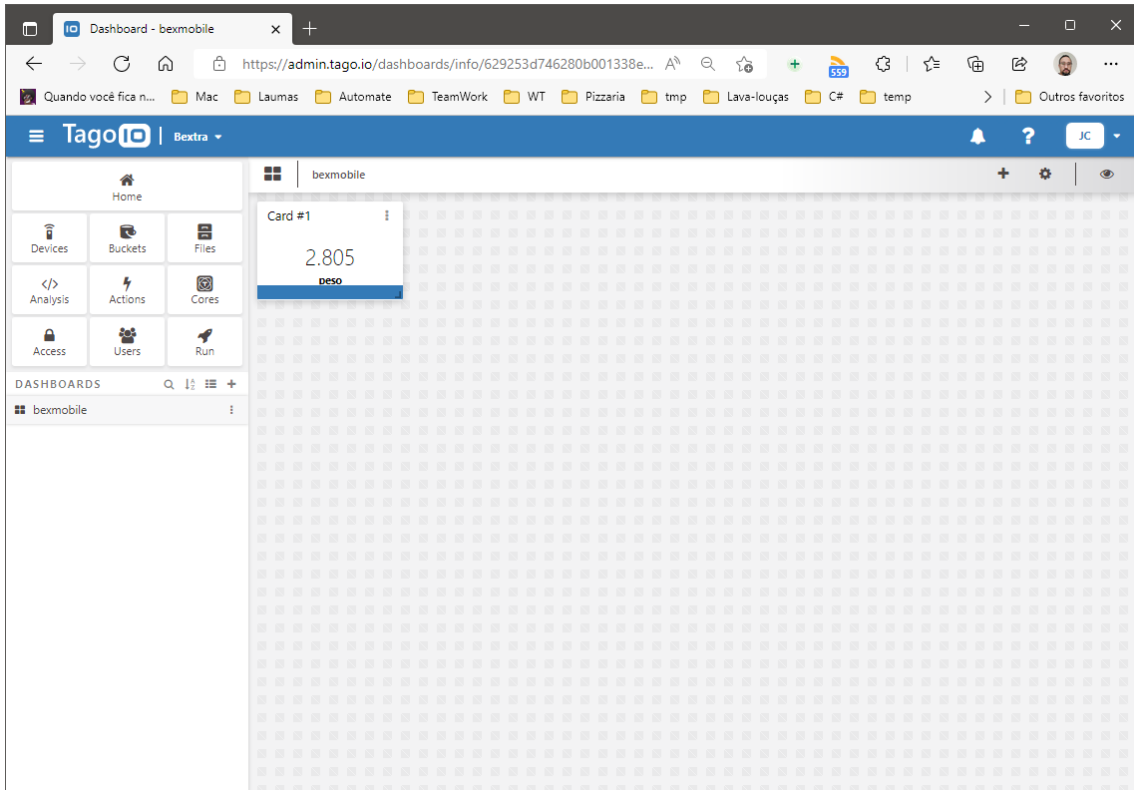 Dashboard - bexmobile
https://admin.tago.io/dashboards/info/629253d746280b001338e...
559
Quando você fica n... Mac Laumas Automate TeamWork WT Pizzaria tmp Lava-louças C# temp Outros favoritos
TagoIO Bextra JC
Home
bexmobile
Devices Buckets Files
Analysis Actions Cores
Access Users Run
Card #1
2.805
peso
DASHBOARDS
bexmobile